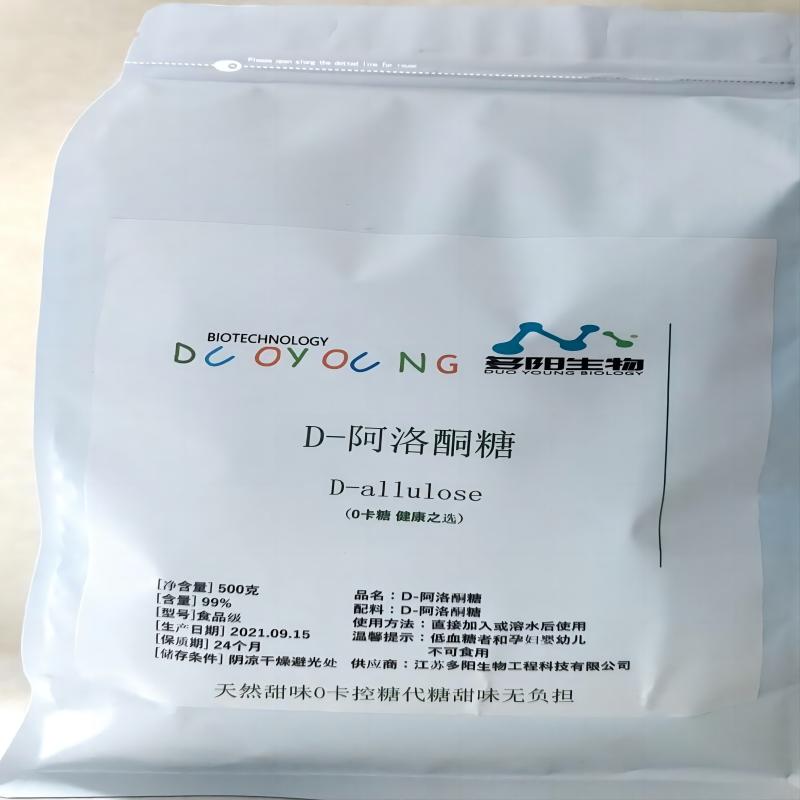 Please open along the dotted line for reuse
BIOTECHNOLOGY
DUOYOUNG
多阳生物
DUO YOUNG BIOLOGY
D-阿洛酮糖
D-allulose
（0卡糖 健康之选）
[净含量] 500克
[含量] 99%
[型号]食品级
[生产日期] 2021.09.15
[保质期] 24个月
[储存条件] 阴凉干燥避光处
品名：D-阿洛酮糖
配料：D-阿洛酮糖
使用方法：直接加入或溶水后使用
温馨提示：低血糖者和孕妇婴幼儿
不可食用
供应商：江苏多阳生物工程科技有限公司
天然甜味0卡控糖代糖甜味无负担